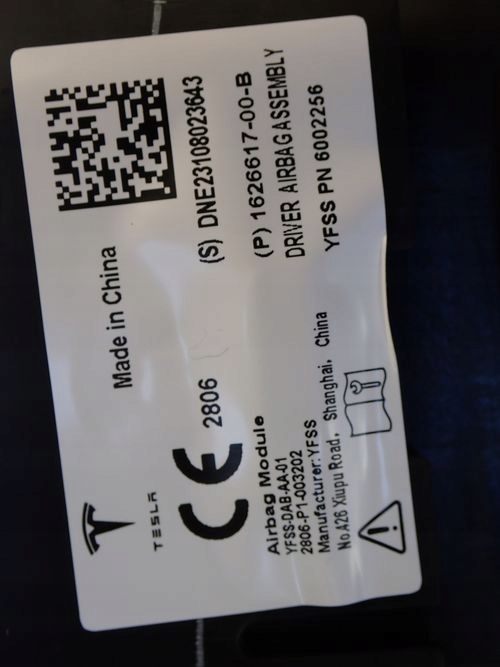 TESLA
Made in China
CE 2806
(S) DNE23108023643
Airbag Module
YFSS-DAB-AA-01
2806-P1-003202
Manufacturer:YFSS
No.A26 Xiupu Road, Shanghai, China
(P) 1626617-00-B
DRIVER AIRBAG ASSEMBLY
YFSS PN 6002256